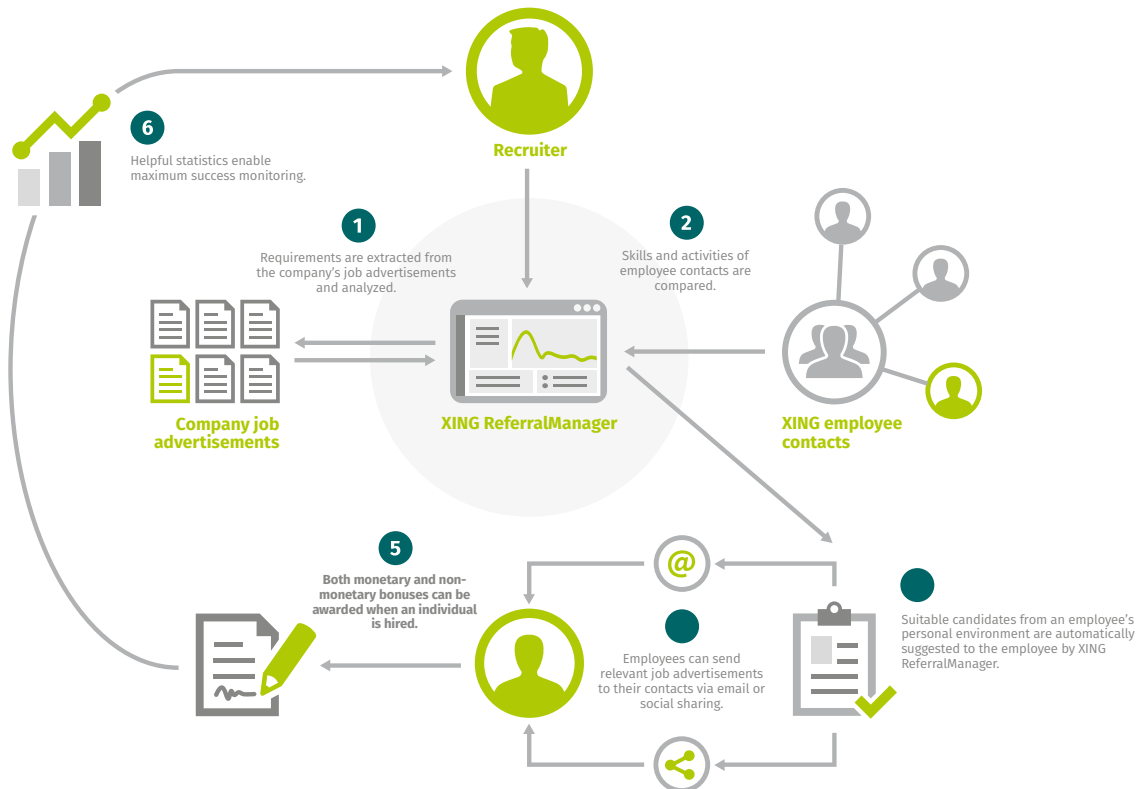 Recruiter
6
Helpful statistics enable
maximum success monitoring.
1
Requirements are extracted from
the company's job advertisements
and analyzed.
2
Skills and activities of
employee contacts are
compared.
Company job
advertisements
XING ReferralManager
XING employee
contacts
5
Both monetary and non-
monetary bonuses can be
awarded when an individual
is hired.
@
Employees can send
relevant job advertisements
to their contacts via email or
social sharing.
Suitable candidates from an employee's
personal environment are automatically
suggested to the employee by XING
ReferralManager.